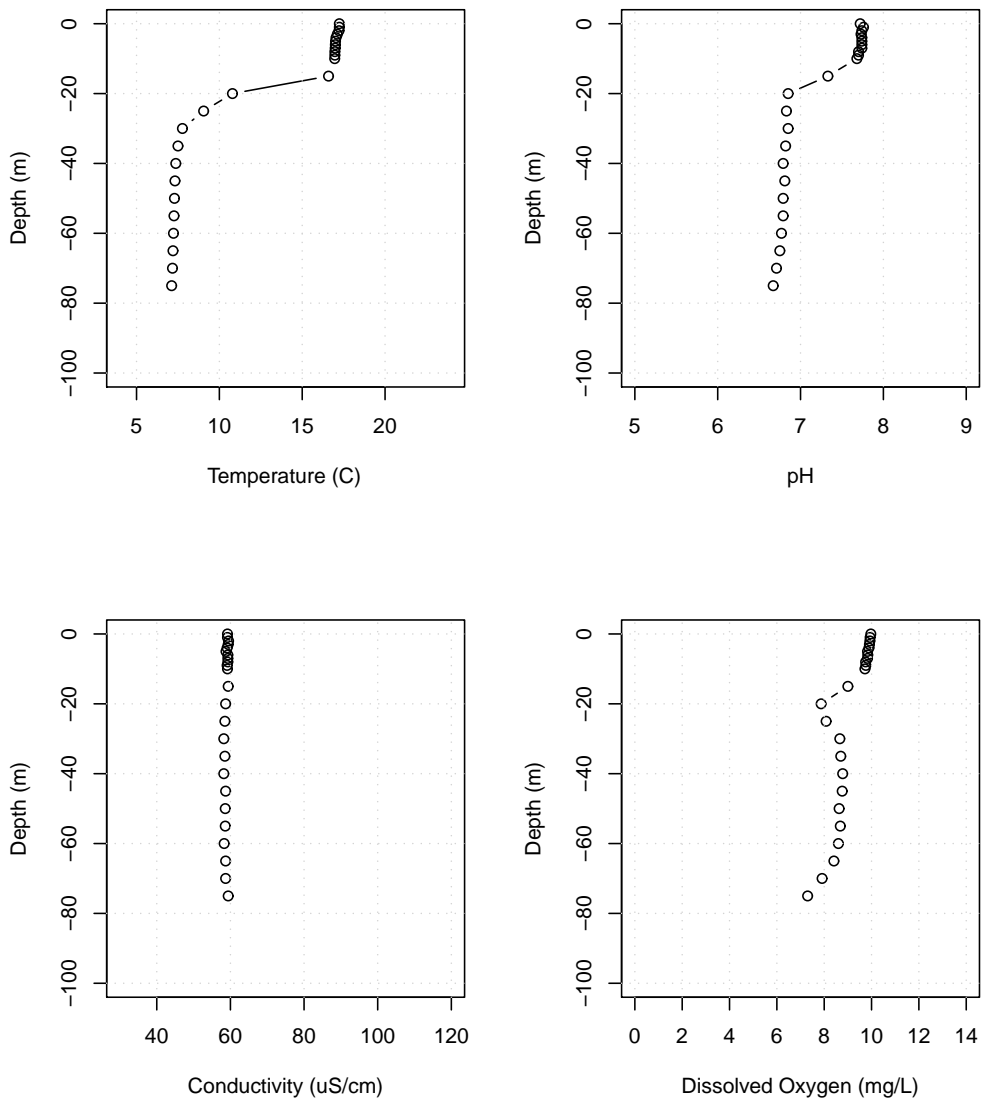 0
−20
−40
−60
−80
−100
Depth (m)
5 10 15 20
Temperature (C)
0
−20
−40
−60
−80
−100
Depth (m)
5 6 7 8 9
pH
0
−20
−40
−60
−80
−100
Depth (m)
40 60 80 100 120
Conductivity (uS/cm)
0
−20
−40
−60
−80
−100
Depth (m)
0 2 4 6 8 10 12 14
Dissolved Oxygen (mg/L)